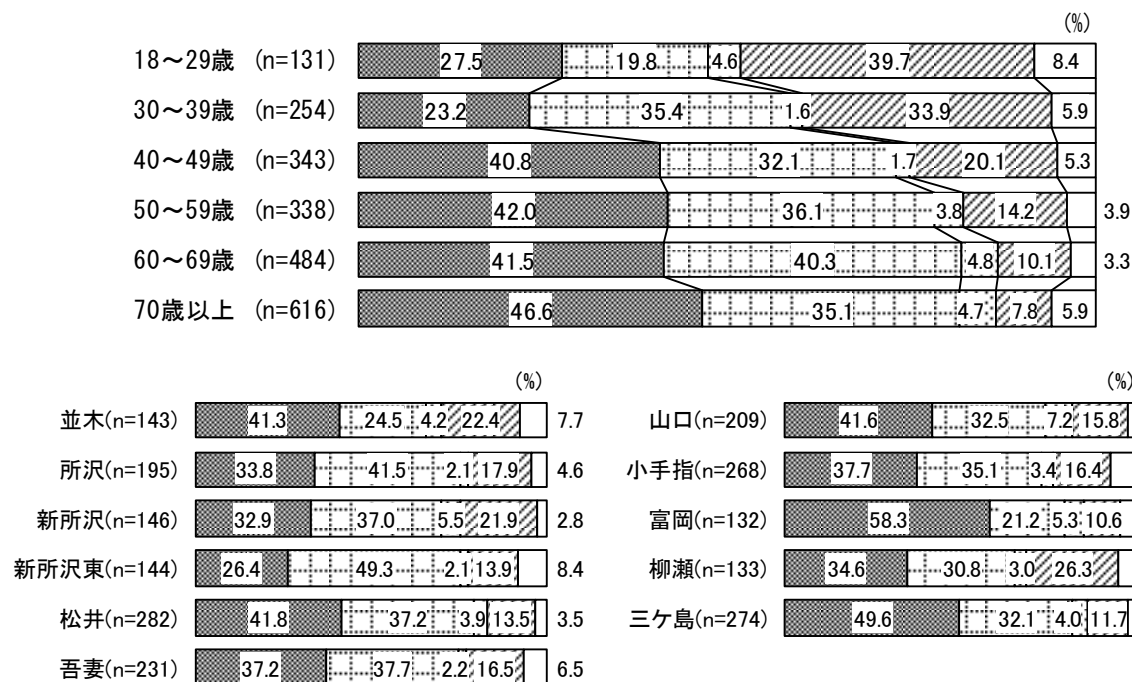 (%)
18～29歳 (n=131) 27.5 19.8 4.6 39.7 8.4
30～39歳 (n=254) 23.2 35.4 1.6 33.9 5.9
40～49歳 (n=343) 40.8 32.1 1.7 20.1 5.3
50～59歳 (n=338) 42.0 36.1 3.8 14.2 3.9
60～69歳 (n=484) 41.5 40.3 4.8 10.1 3.3
70歳以上 (n=616) 46.6 35.1 4.7 7.8 5.9
(%)
並木(n=143) 41.3 24.5 4.2 22.4 7.7
所沢(n=195) 33.8 41.5 2.1 17.9 4.6
新所沢(n=146) 32.9 37.0 5.5 21.9 2.8
新所沢東(n=144) 26.4 49.3 2.1 13.9 8.4
松井(n=282) 41.8 37.2 3.9 13.5 3.5
吾妻(n=231) 37.2 37.7 2.2 16.5 6.5
(%)
山口(n=209) 41.6 32.5 7.2 15.8
小手指(n=268) 37.7 35.1 3.4 16.4
富岡(n=132) 58.3 21.2 5.3 10.6
柳瀬(n=133) 34.6 30.8 3.0 26.3
三ケ島(n=274) 49.6 32.1 4.0 11.7